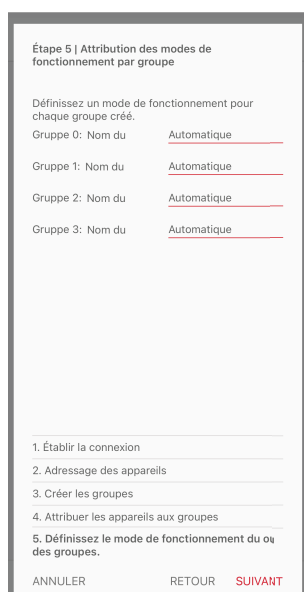 Étape 5 | Attribution des modes de
fonctionnement par groupe
Définissez un mode de fonctionnement pour
chaque groupe créé.
Gruppe 0: Nom du Automatique
Gruppe 1: Nom du Automatique
Gruppe 2: Nom du Automatique
Gruppe 3: Nom du Automatique
1. Établir la connexion
2. Adressage des appareils
3. Créer les groupes
4. Attribuer les appareils aux groupes
5. Définissez le mode de fonctionnement du ou
des groupes.
ANNULER RETOUR SUIVANT